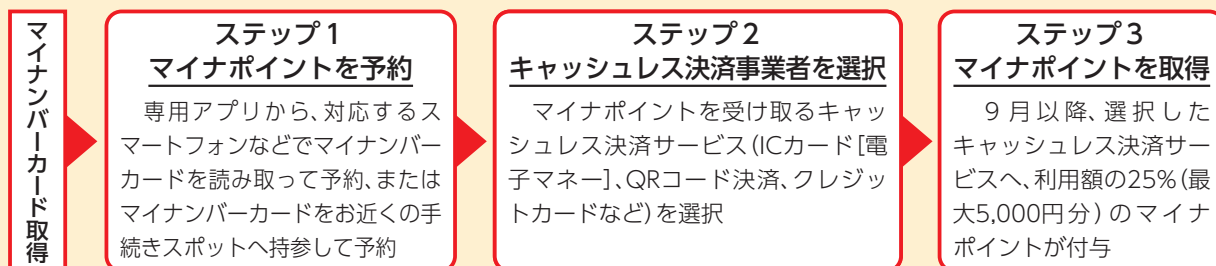 マイナンバーカード取得
ステップ1
マイナポイントを予約
専用アプリから、対応するス
マートフォンなどでマイナンバー
カードを読み取って予約、または
マイナンバーカードをお近くの手
続きスポットへ持参して予約
ステップ2
キャッシュレス決済事業者を選択
マイナポイントを受け取るキャッ
シュレス決済サービス(ICカード[電
子マネー]、QRコード決済、クレジッ
トカードなど)を選択
ステップ3
マイナポイントを取得
9月以降、選択した
キャッシュレス決済サー
ビスへ、利用額の25%(最
大5,000円分)のマイナ
ポイントが付与